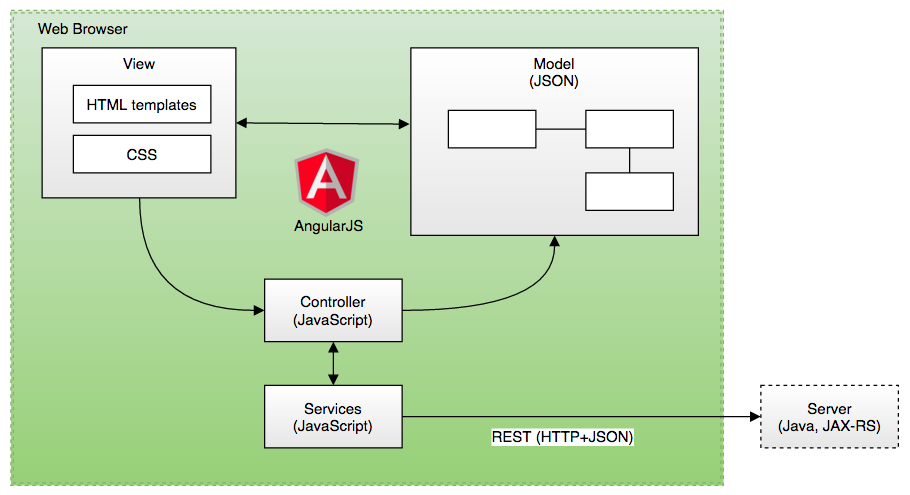 Web Browser
View
HTML templates
CSS
Model
(JSON)
A
AngularJS
Controller
(JavaScript)
Services
(JavaScript)
REST (HTTP+JSON)
Server
(Java, JAX-RS)